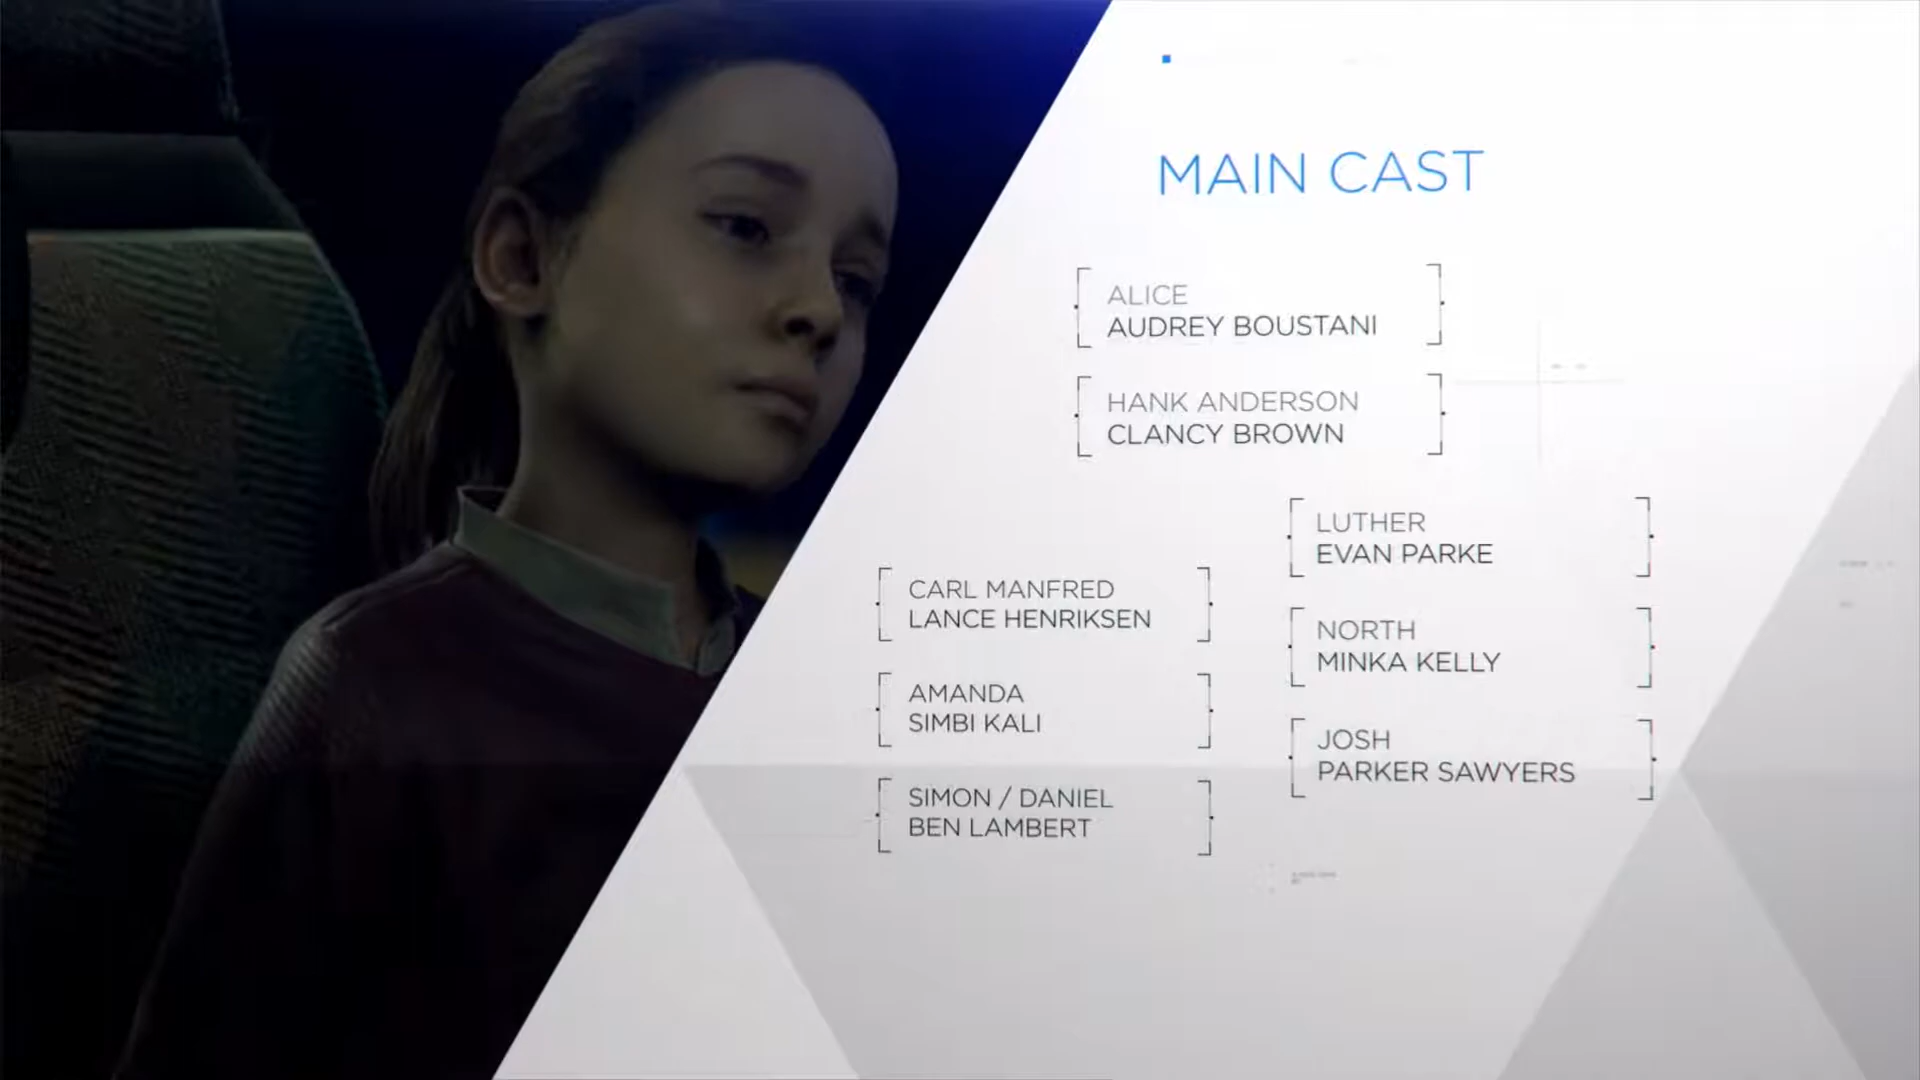 MAIN CAST
ALICE
AUDREY BOUSTANI
HANK ANDERSON
CLANCY BROWN
CARL MANFRED
LANCE HENRIKSEN
AMANDA
SIMBI KALI
SIMON / DANIEL
BEN LAMBERT
LUTHER
EVAN PARKE
NORTH
MINKA KELLY
JOSH
PARKER SAWYERS